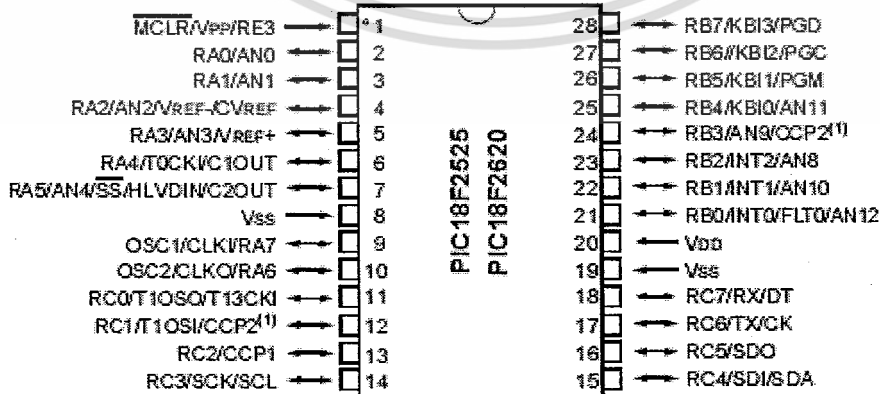 MCLR/VPP/RE3 1 28 RB7/KBI3/PGD
RA0/AN0 2 27 RB6//KBI2/PGC
RA1/AN1 3 26 RB5/KBI1/PGM
RA2/AN2/VREF-/CVREF 4 25 RB4/KBI0/AN11
RA3/AN3/VREF+ 5 24 RB3/AN9/CCP2(1)
RA4/T0CKI/C1OUT 6 23 RB2/INT2/AN8
RA5/AN4/SS/HLVDIN/C2OUT 7 22 RB1/INT1/AN10
VSS 8 21 RB0/INT0/FLT0/AN12
OSC1/CLKI/RA7 9 20 VDD
OSC2/CLKO/RA6 10 19 VSS
RC0/T1OSO/T13CKI 11 18 RC7/RX/DT
RC1/T1OSI/CCP2(1) 12 17 RC6/TX/CK
RC2/CCP1 13 16 RC5/SDO
RC3/SCK/SCL 14 15 RC4/SDI/SDA
PIC18F2525
PIC18F2620